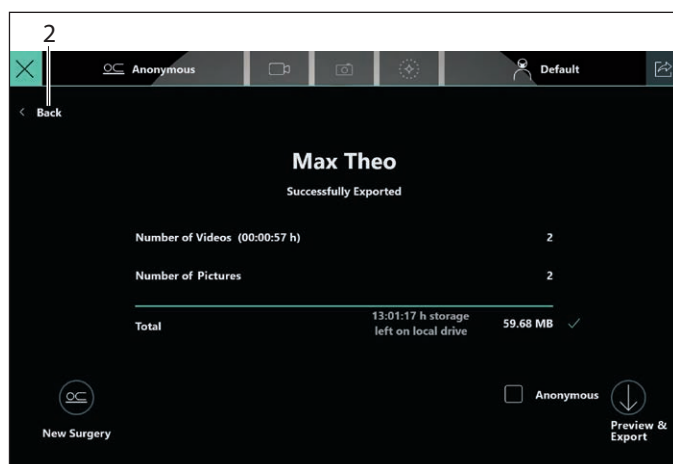 2
Anonymous
Default
Back
Max Theo
Successfully Exported
Number of Videos (00:00:57 h)
2
Number of Pictures
2
Total
13:01:17 h storage
left on local drive
59.68 MB
New Surgery
Anonymous
Preview &
Export